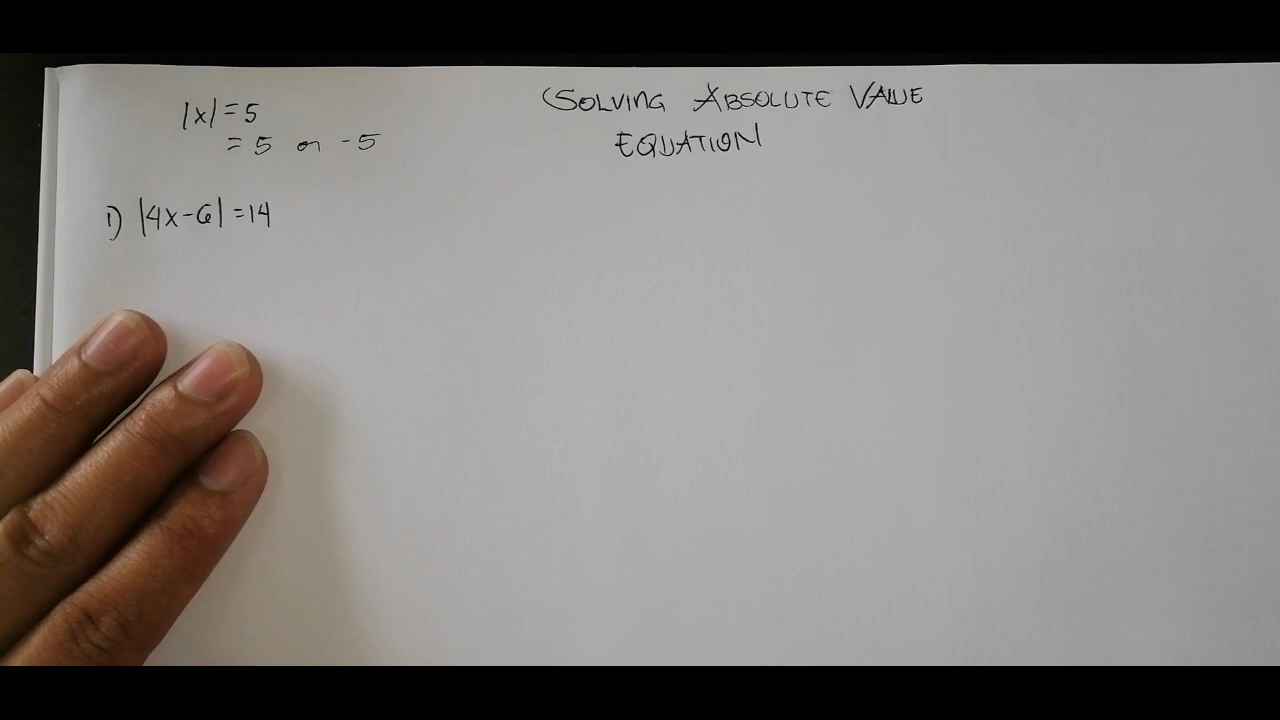 |x| = 5
= 5 or -5
SOLVING ABSOLUTE VALUE
EQUATION
1) |4x-6| = 14